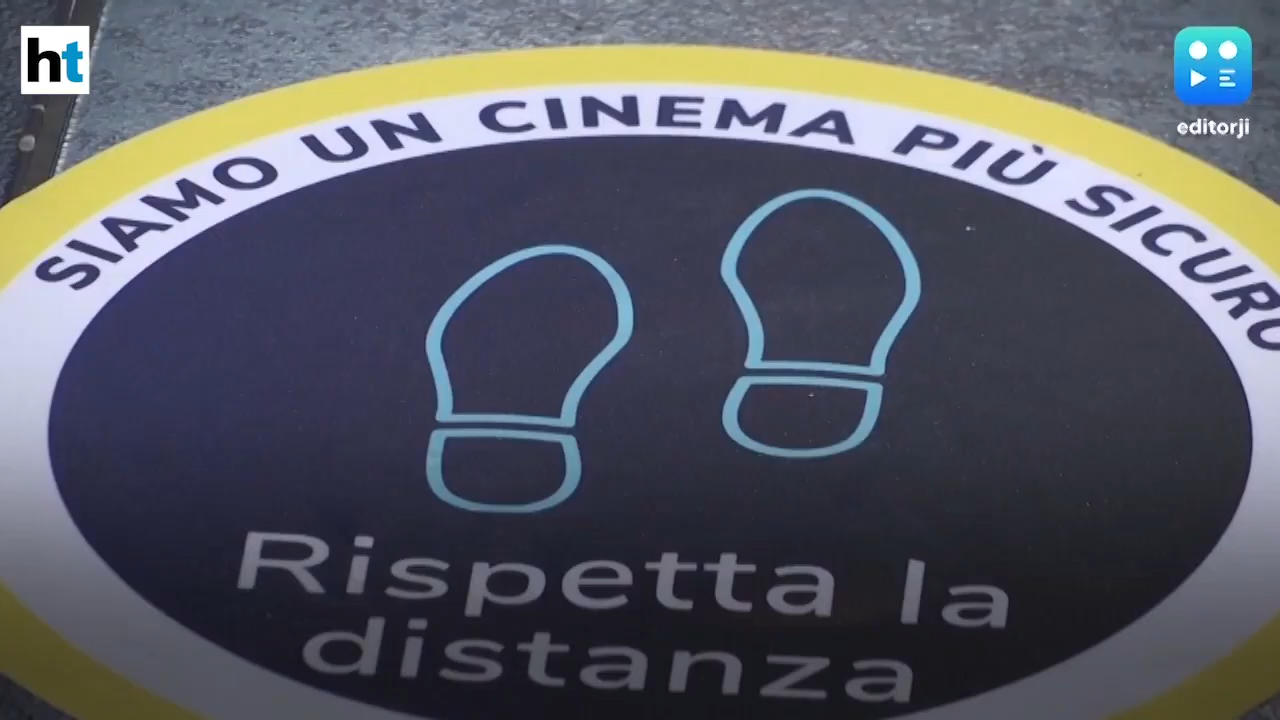 ht
editorji
SIAMO UN CINEMA PIÙ SICURO
Rispetta la
distanza